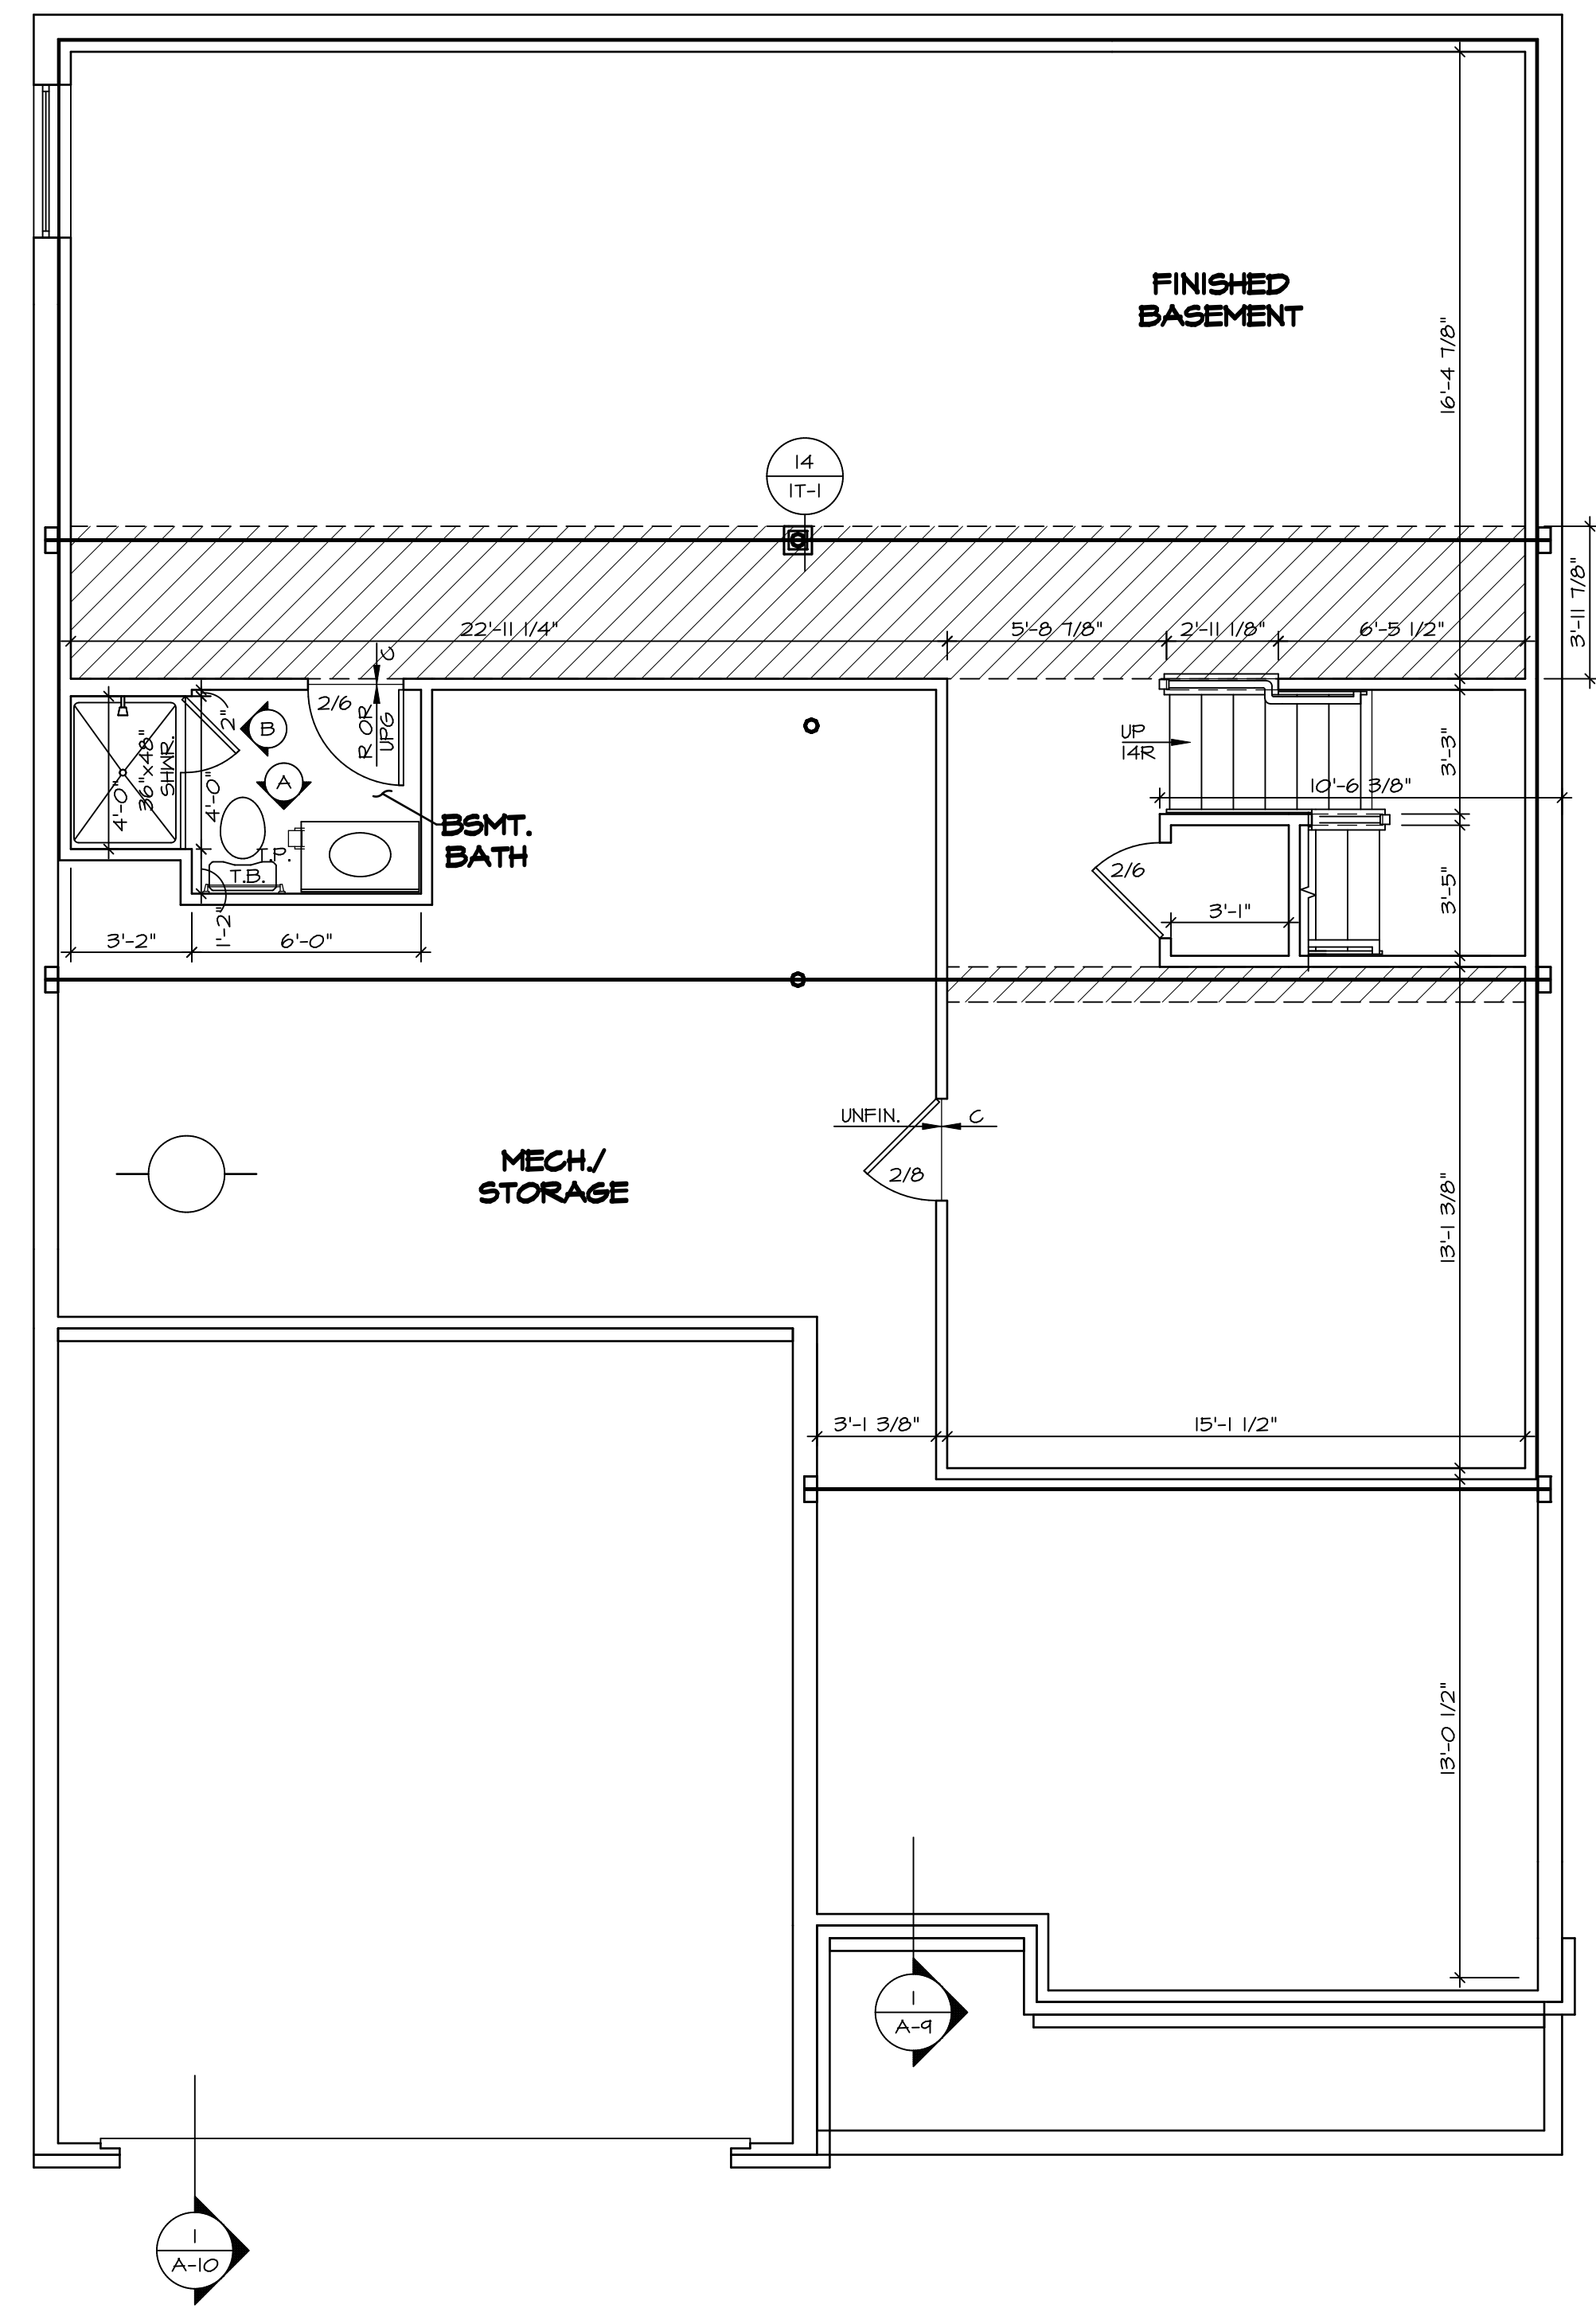 FINISHED
BASEMENT
16'-4 7/8"
14
1T-1
3'-11 7/8"
22'-11 1/4"
5'-8 7/8"
2'-11 1/8"
6'-5 1/2"
C
2/6
R OR
UPG
2"
B
A
4'-0"
36"x48"
SHWR.
4'-0"
T.P.
T.B.
BSMT.
BATH
UP
14R
3'-3"
10'-6 3/8"
2/6
3'-1"
3'-5"
3'-2"
1'-2"
6'-0"
UNFIN.
C
2/8
MECH./
STORAGE
13'-1 3/8"
3'-1 3/8"
15'-1 1/2"
13'-0 1/2"
1
A-9
1
A-10